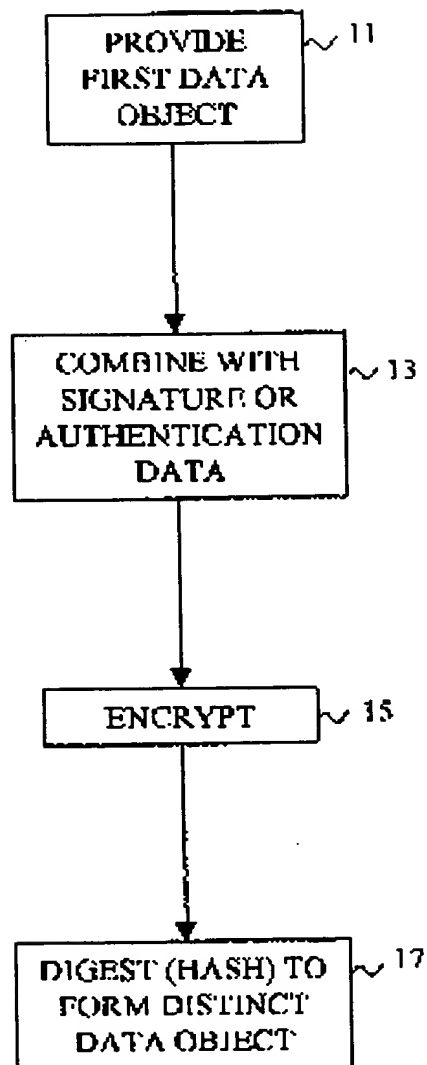 PROVIDE
FIRST DATA
OBJECT
11
COMBINE WITH
SIGNATURE OR
AUTHENTICATION
DATA
13
ENCRYPT
15
DIGEST (HASH) TO
FORM DISTINCT
DATA OBJECT
17